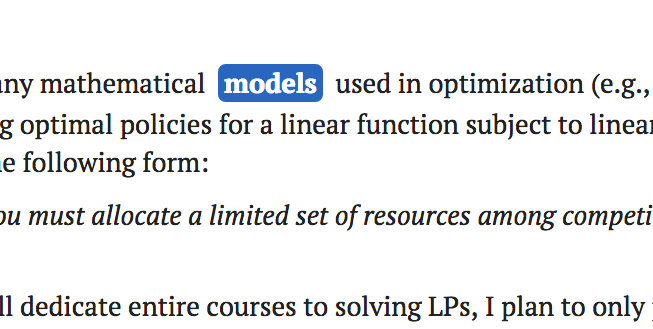 any mathematical models used in optimization (e.g.,
g optimal policies for a linear function subject to linear
e following form:
ou must allocate a limited set of resources among competi
ll dedicate entire courses to solving LPs, I plan to only